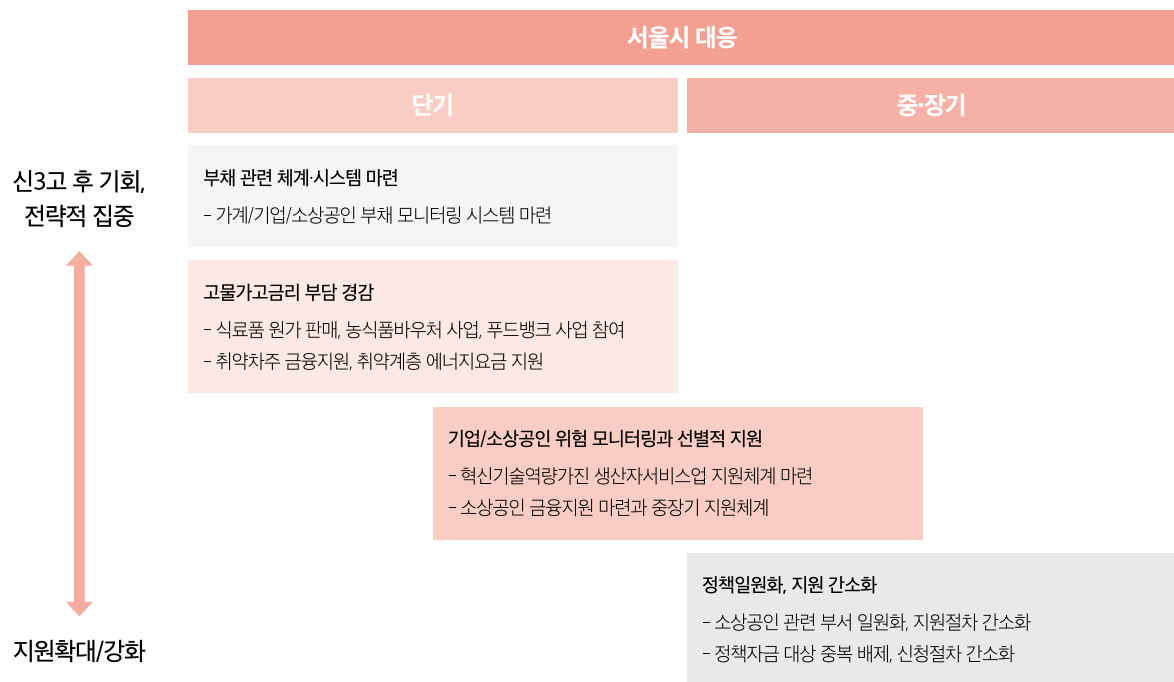 서울시 대응
단기
중·장기
신3고 후 기회,
전략적 집중
부채 관련 체계·시스템 마련
- 가계/기업/소상공인 부채 모니터링 시스템 마련
고물가고금리 부담 경감
- 식료품 원가 판매, 농식품바우처 사업, 푸드뱅크 사업 참여
- 취약차주 금융지원, 취약계층 에너지요금 지원
기업/소상공인 위험 모니터링과 선별적 지원
- 혁신기술역량가진 생산자서비스업 지원체계 마련
- 소상공인 금융지원 마련과 중장기 지원체계
정책일원화, 지원 간소화
- 소상공인 관련 부서 일원화, 지원절차 간소화
- 정책자금 대상 중복 배제, 신청절차 간소화
지원확대/강화